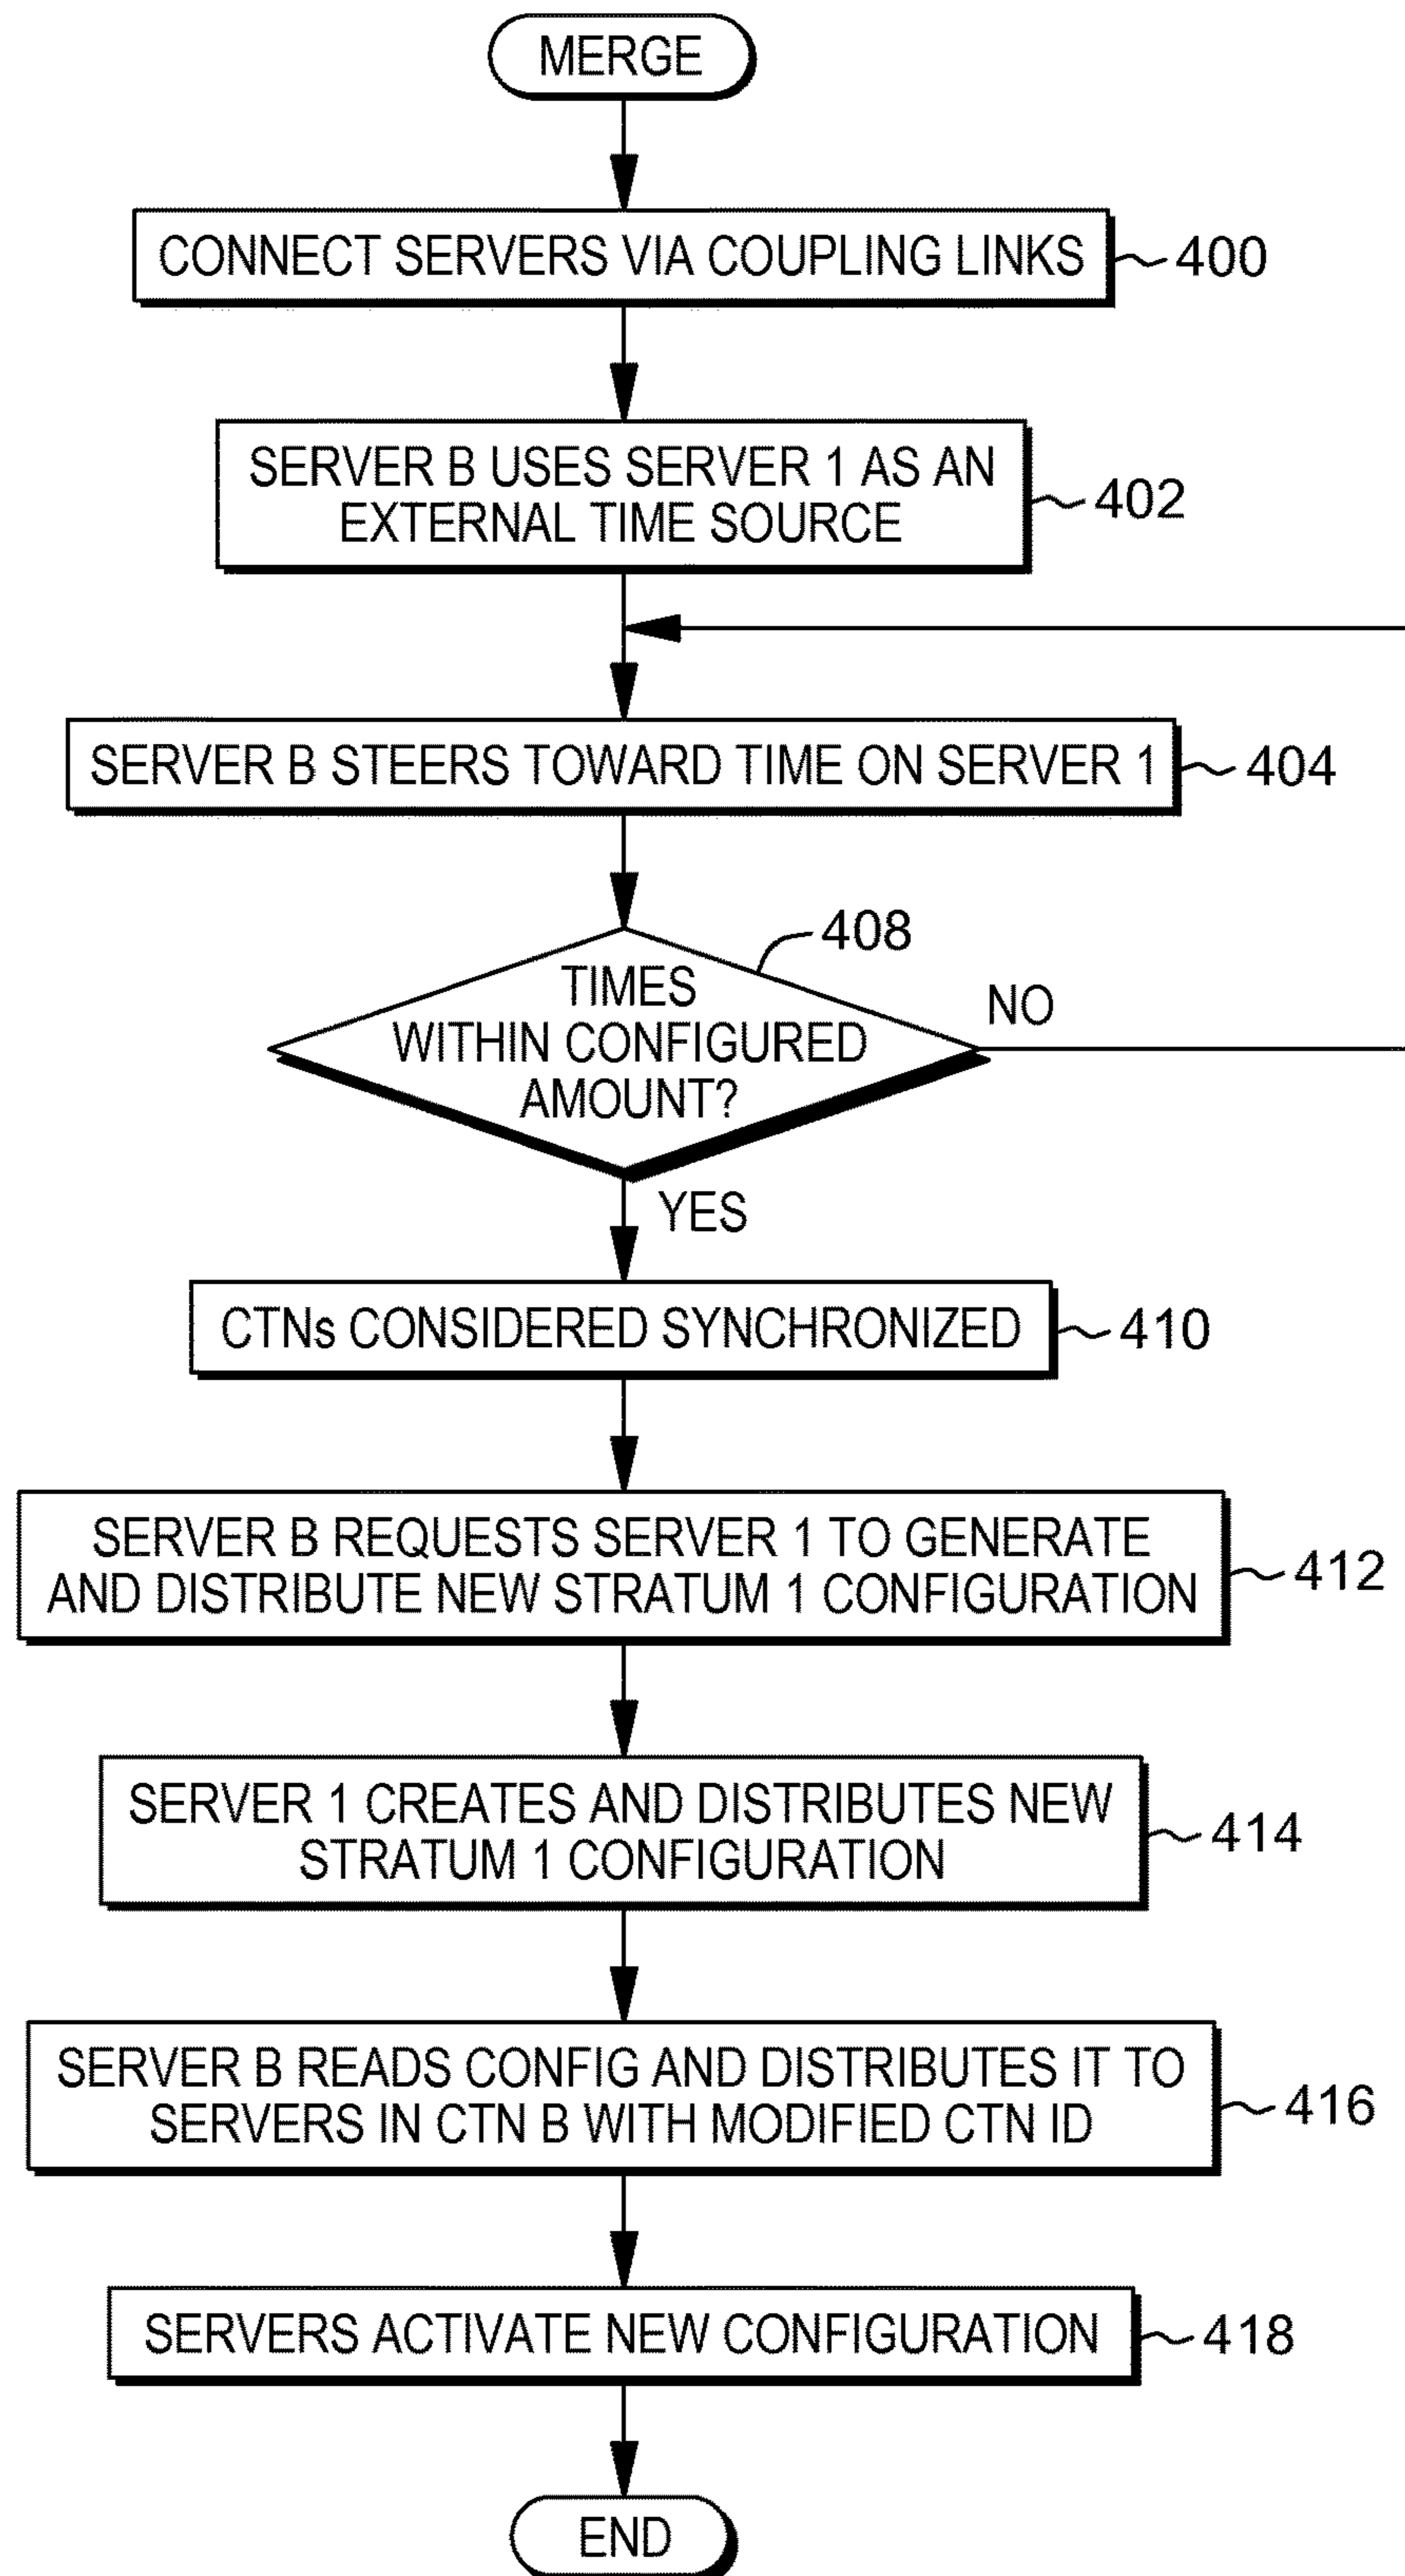 MERGE
CONNECT SERVERS VIA COUPLING LINKS
400
SERVER B USES SERVER 1 AS AN
EXTERNAL TIME SOURCE
402
SERVER B STEERS TOWARD TIME ON SERVER 1
404
408
TIMES
WITHIN CONFIGURED
AMOUNT?
NO
YES
CTNs CONSIDERED SYNCHRONIZED
410
SERVER B REQUESTS SERVER 1 TO GENERATE
AND DISTRIBUTE NEW STRATUM 1 CONFIGURATION
412
SERVER 1 CREATES AND DISTRIBUTES NEW
STRATUM 1 CONFIGURATION
414
SERVER B READS CONFIG AND DISTRIBUTES IT TO
SERVERS IN CTN B WITH MODIFIED CTN ID
416
SERVERS ACTIVATE NEW CONFIGURATION
418
END